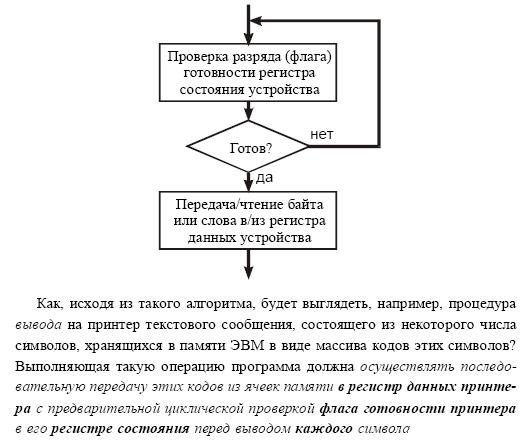 Проверка разряда (флага)
готовности регистра
состояния устройства
Готов?
нет
да
Передача/чтение байта
или слова в/из регистра
данных устройства
Как, исходя из такого алгоритма, будет выглядеть, например, процедура
вывода на принтер текстового сообщения, состоящего из некоторого числа
символов, хранящихся в памяти ЭВМ в виде массива кодов этих символов?
Выполняющая такую операцию программа должна осуществлять последо-
вательную передачу этих кодов из ячеек памяти в регистр данных принте-
ра с предварительной циклической проверкой флага готовности принтера
в его регистре состояния перед выводом каждого символа